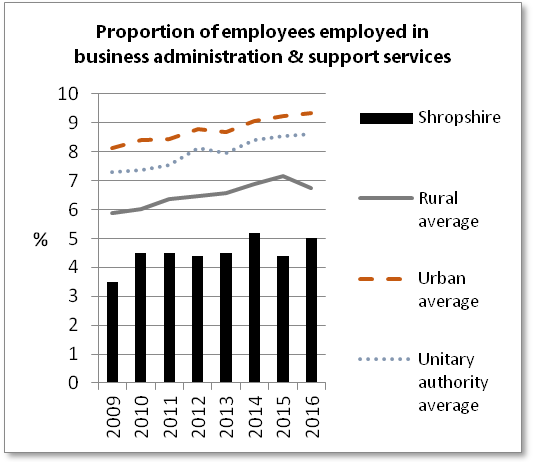 Proportion of employees employed in
business administration & support services
10
9
8
7
6
5
4
3
2
1
0
%
2009
2010
2011
2012
2013
2014
2015
2016
Shropshire
Rural
average
Urban
average
Unitary
authority
average